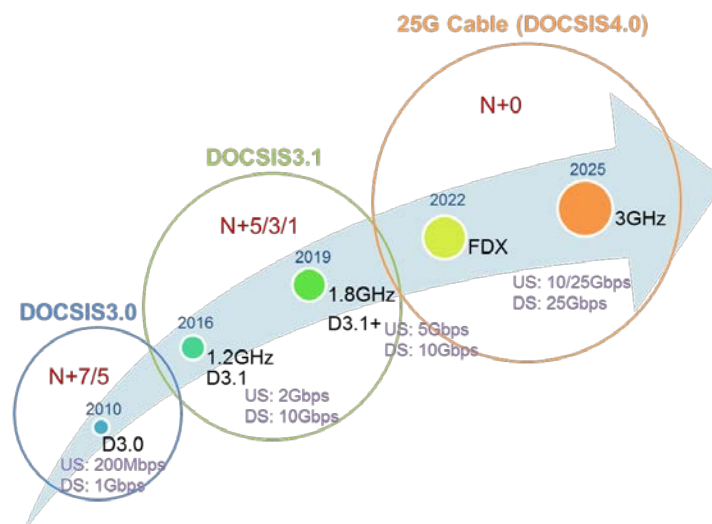 25G Cable (DOCSIS4.0)
N+0
DOCSIS3.1
2025
2022
N+5/3/1
3GHz
FDX
2019
US: 10/25Gbps
DS: 25Gbps
1.8GHz
DOCSIS3.0
2016
D3.1+
US: 5Gbps
DS: 10Gbps
1.2GHz
D3.1
N+7/5
US: 2Gbps
DS: 10Gbps
2010
D3.0
US: 200Mbps
DS: 1Gbps